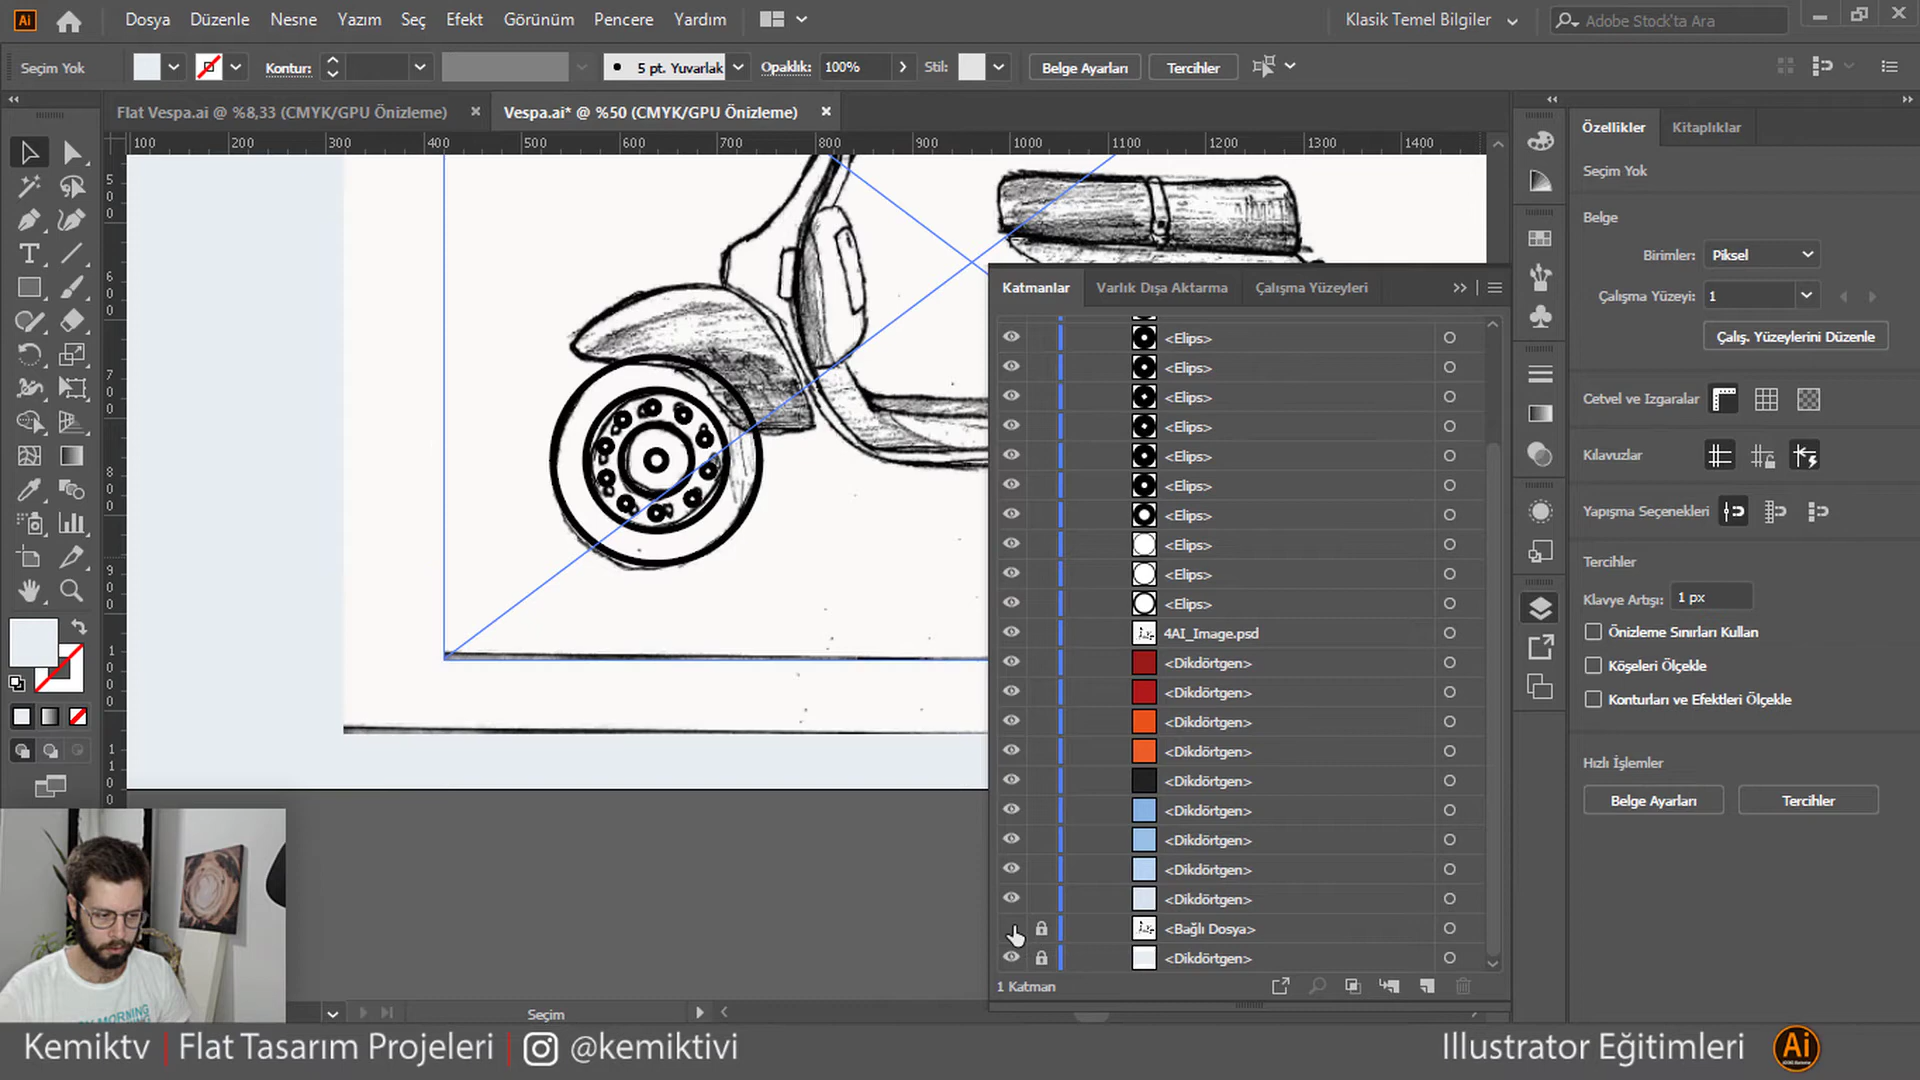 Ai Dosya Düzenle Nesne Yazım Seç Efekt Görünüm Pencere Yardım Klasik Temel Bilgiler Adobe Stock'ta Ara
Seçim Yok Kontur: 5 pt. Yuvarlak Opaklık: 100% Stil: Belge Ayarları Tercihler
Flat Vespa.ai @ %8,33 (CMYK/GPU Önizleme) Vespa.ai* @ %50 (CMYK/GPU Önizleme)
100 200 300 400 500 600 700 800 900 1000 1100 1200 1300 1400
Özellikler Kitaplıklar
Seçim Yok
Belge
Birimler: Piksel
Çalışma Yüzeyi: 1
Çalış. Yüzeylerini Düzenle
Cetvel ve Izgaralar
Kılavuzlar
Yapışma Seçenekleri
Tercihler
Klavye Artışı: 1 px
Önizleme Sınırları Kullan
Köşeleri Ölçekle
Konturları ve Efektleri Ölçekle
Hızlı İşlemler
Belge Ayarları Tercihler
Katmanlar Varlık Dışa Aktarma Çalışma Yüzeyleri
<Elips>
<Elips>
<Elips>
<Elips>
<Elips>
<Elips>
<Elips>
<Elips>
<Elips>
<Elips>
4AI_Image.psd
<Dikdörtgen>
<Dikdörtgen>
<Dikdörtgen>
<Dikdörtgen>
<Dikdörtgen>
<Dikdörtgen>
<Dikdörtgen>
<Dikdörtgen>
<Dikdörtgen>
<Bağlı Dosya>
<Dikdörtgen>
1 Katman
Seçim
Kemiktv | Flat Tasarım Projeleri | @kemiktivi Illustrator Eğitimleri Ai